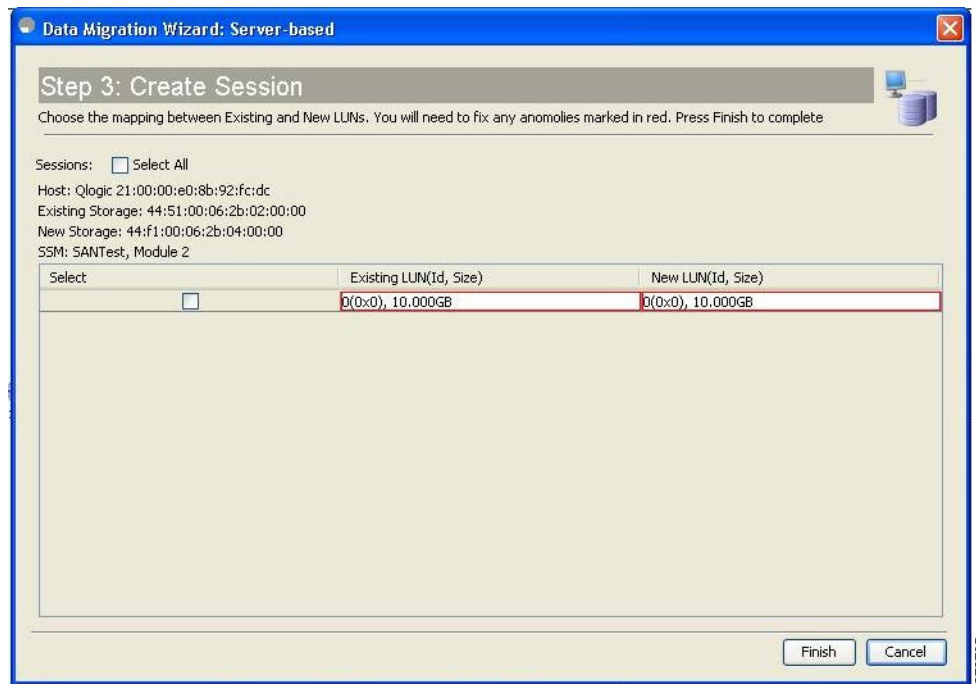 Data Migration Wizard: Server-based
Step 3: Create Session
Choose the mapping between Existing and New LUNs. You will need to fix any anomolies marked in red. Press Finish to complete
Sessions: Select All
Host: Qlogic 21:00:00:e0:8b:92:fc:dc
Existing Storage: 44:51:00:06:2b:02:00:00
New Storage: 44:f1:00:06:2b:04:00:00
SSM: SANTest, Module 2
Select Existing LUN(Id, Size) New LUN(Id, Size)
0(0x0), 10.000GB 0(0x0), 10.000GB
Finish Cancel